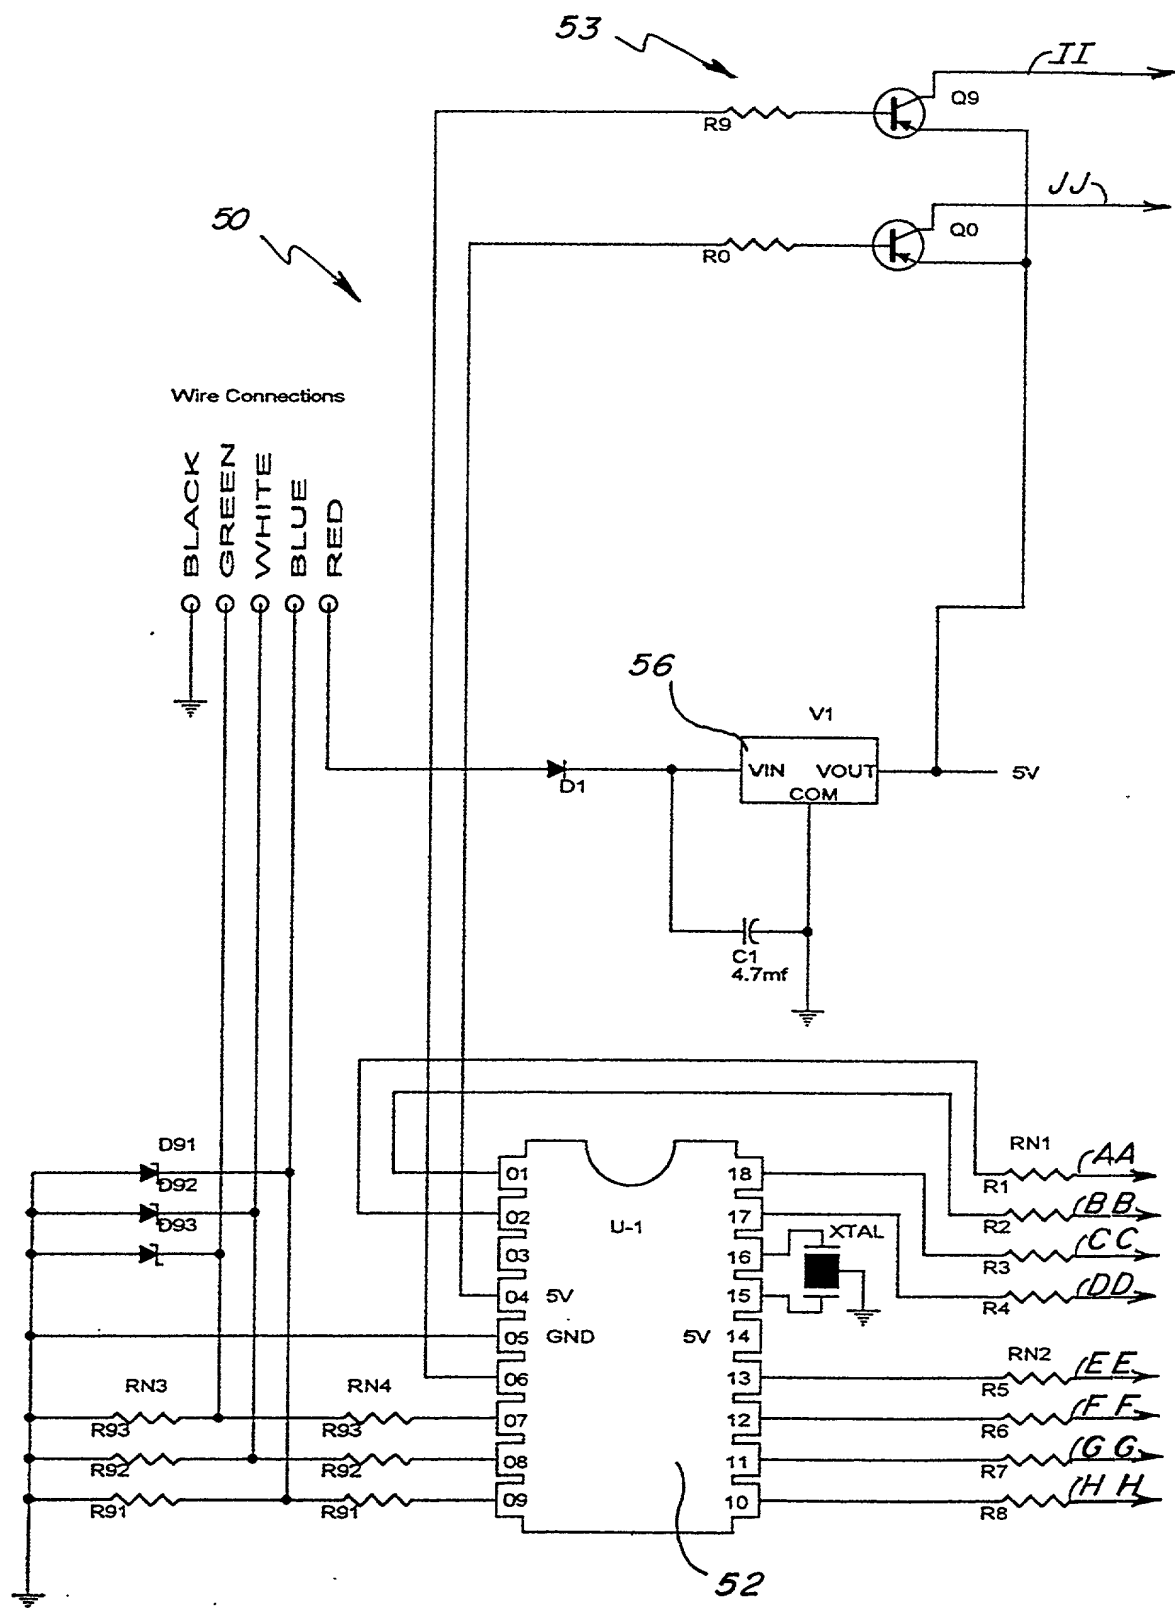 53
II
Q9
R9
JJ
50
Q0
R0
Wire Connections
BLACK
GREEN
WHITE
BLUE
RED
56
V1
VIN
VOUT
5V
D1
COM
C1
4.7mf
D91
RN1
AA
01
18
R1
D92
BB
02
U-1
17
R2
D93
XTAL
CC
03
16
R3
DD
04
5V
15
R4
05
GND
5V
14
RN2
EE
RN3
RN4
06
13
R5
FF
R93
R93
07
12
R6
GG
R92
R92
08
11
R7
HH
R91
R91
09
10
R8
52